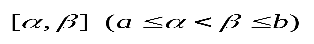 [α, β] (a ≤ α < β ≤ b)